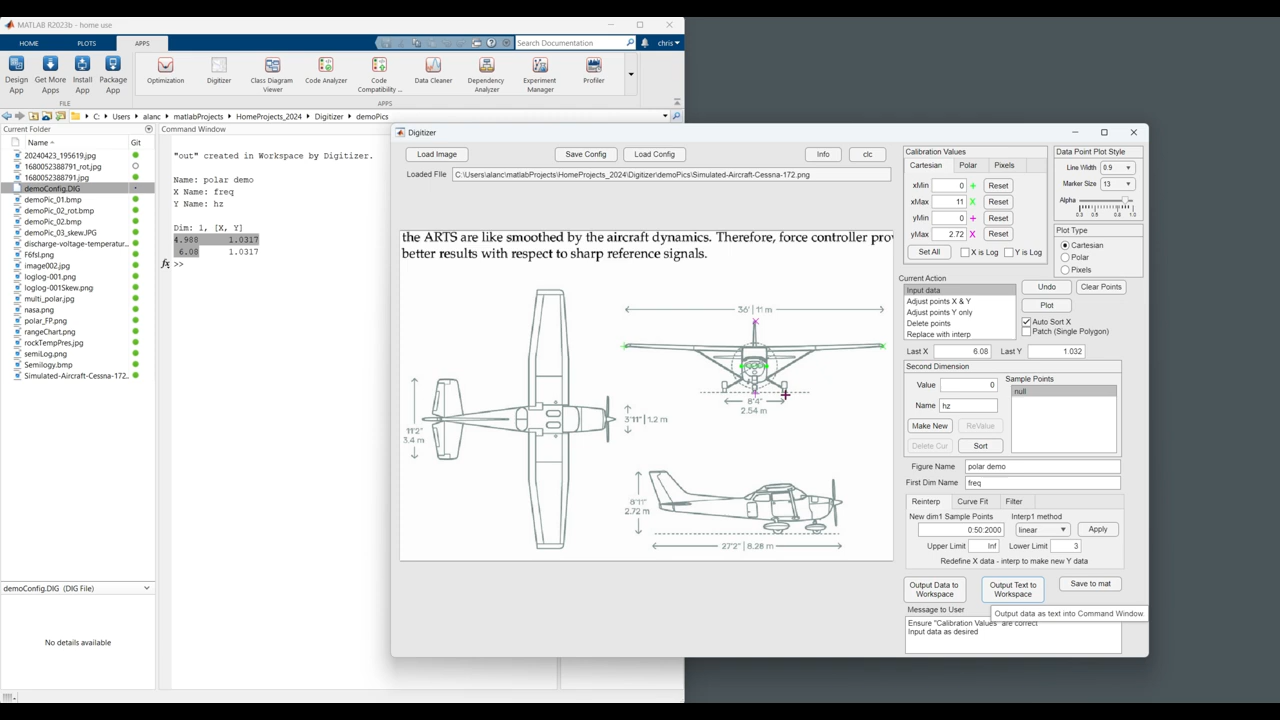 MATLAB R2023b - home use
HOME PLOTS APPS
Search Documentation
chris
Design App
Get More Apps
Install App
Package App
Optimization
Digitizer
Class Diagram Viewer
Code Analyzer
Code Compatibility ...
Data Cleaner
Dependency Analyzer
Experiment Manager
Profiler
FILE
APPS
C: Users alanc matlabProjects HomeProjects_2024 Digitizer demoPics
Current Folder
Name
Git
20240423_195619.jpg
1680052388791_rot.jpg
1680052388791.jpg
demoConfig.DIG
demoPic_01.bmp
demoPic_02_rot.bmp
demoPic_02.bmp
demoPic_03_skew.JPG
discharge-voltage-temperatur...
F6fsl.png
image002.jpg
loglog-001.png
loglog-001Skew.png
multi_polar.jpg
nasa.png
polar_FP.png
rangeChart.png
rockTempPres.jpg
semiLog.png
Semilogy.bmp
Simulated-Aircraft-Cessna-172...
demoConfig.DIG (DIG File)
No details available
Command Window
"out" created in Workspace by Digitizer.
Name: polar demo
X Name: freq
Y Name: hz
Dim: 1, [X, Y]
4.988 1.0317
6.08 1.0317
fx >>
Digitizer
Load Image
Save Config
Load Config
Info
clc
Loaded File
C:\Users\alanc\matlabProjects\HomeProjects_2024\Digitizer\demoPics\Simulated-Aircraft-Cessna-172.png
the ARTS are like smoothed by the aircraft dynamics. Therefore, force controller prov
better results with respect to sharp reference signals.
36' | 11 m
11'2"
3.4 m
3'11" | 1.2 m
8'4"
2.54 m
8'11"
2.72 m
27'2" | 8.28 m
Calibration Values
Cartesian Polar Pixels
xMin 0 + Reset
xMax 11 X Reset
yMin 0 + Reset
yMax 2.72 X Reset
Set All
X is Log
Y is Log
Data Point Plot Style
Line Width 0.9
Marker Size 13
Alpha
0.3 0.5 0.8 1.0
Plot Type
Cartesian
Polar
Pixels
Current Action
Input data
Adjust points X & Y
Adjust points Y only
Delete points
Replace with interp
Undo
Clear Points
Plot
Auto Sort X
Patch (Single Polygon)
Last X 6.08 Last Y 1.032
Second Dimension
Value 0
Name hz
Make New
ReValue
Delete Cur
Sort
Sample Points
null
Figure Name polar demo
First Dim Name freq
Reinterp Curve Fit Filter
New dim1 Sample Points
Interp1 method
0:50:2000
linear
Apply
Upper Limit Inf Lower Limit 3
Redefine X data - interp to make new Y data
Output Data to Workspace
Output Text to Workspace
Save to mat
Message to User
Output data as text into Command Window
Ensure "Calibration Values" are correct
Input data as desired